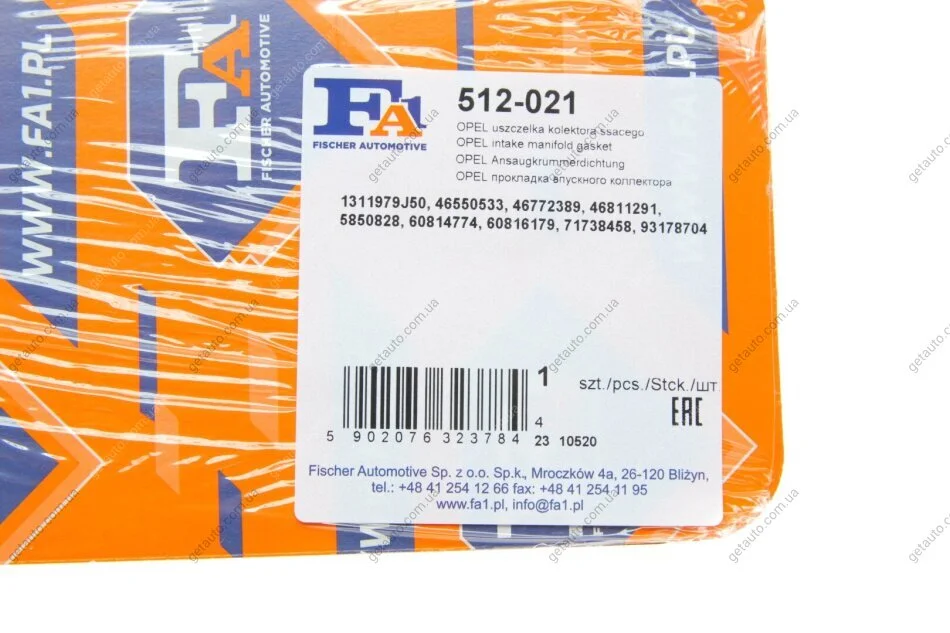 WWW.FA1.PL
FA1
FISCHER AUTOMOTIVE
FA1
FISCHER AUTOMOTIVE
512-021
OPEL uszczelka kolektora ssacego
OPEL intake manifold gasket
OPEL Ansaugkrummerdichtung
OPEL прокладка впускного коллектора
1311979J50, 46550533, 46772389, 46811291,
5850828, 60814774, 60816179, 71738458, 93178704
1 szt./pcs./Stck./шт
EAC
5 902076 323784
4
23 10520
Fischer Automotive Sp. z o.o. Sp.k., Mroczków 4a, 26-120 Bliżyn,
tel.: +48 41 254 12 66 fax: +48 41 254 11 95
www.fa1.pl, info@fa1.pl
getauto.com.ua